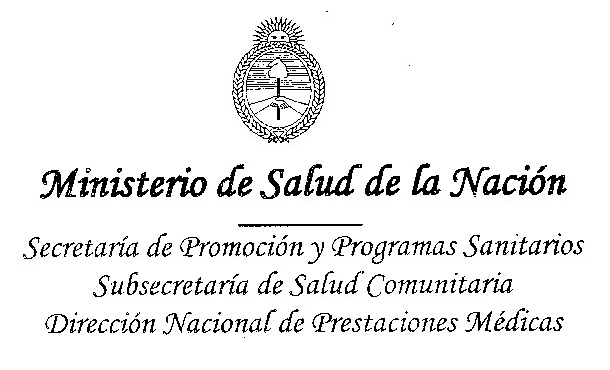 Ministerio de Salud de la Nación
Secretaría de Promoción y Programas Sanitarios
Subsecretaría de Salud Comunitaria
Dirección Nacional de Prestaciones Médicas